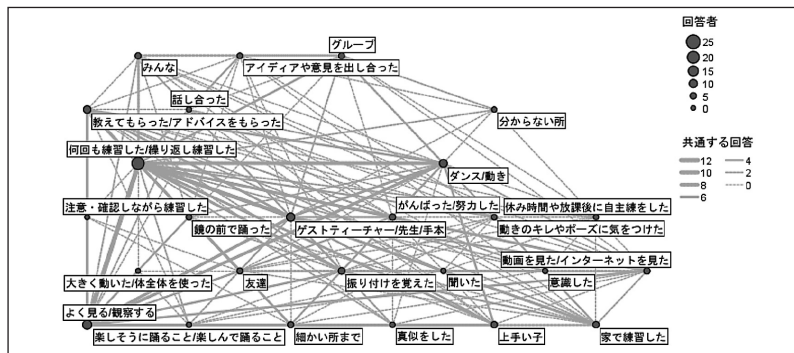 グループ
みんな
アイディアや意見を出し合った
話し合った
教えてもらった/アドバイスをもらった
分からない所
何回も練習した/繰り返し練習した
ダンス/動き
注意・確認しながら練習した
がんばった/努力した
休み時間や放課後に自主練をした
鏡の前で踊った
ゲストティーチャー/先生/手本
動きのキレやポーズに気をつけた
動画を見た/インターネットを見た
大きく動いた/体全体を使った
友達
振り付けを覚えた
聞いた
意識した
よく見る/観察する
楽しそうに踊ること/楽しんで踊ること
細かい所まで
真似をした
上手い子
家で練習した
回答者
25
20
15
10
5
0
共通する回答
12
10
8
6
4
2
0